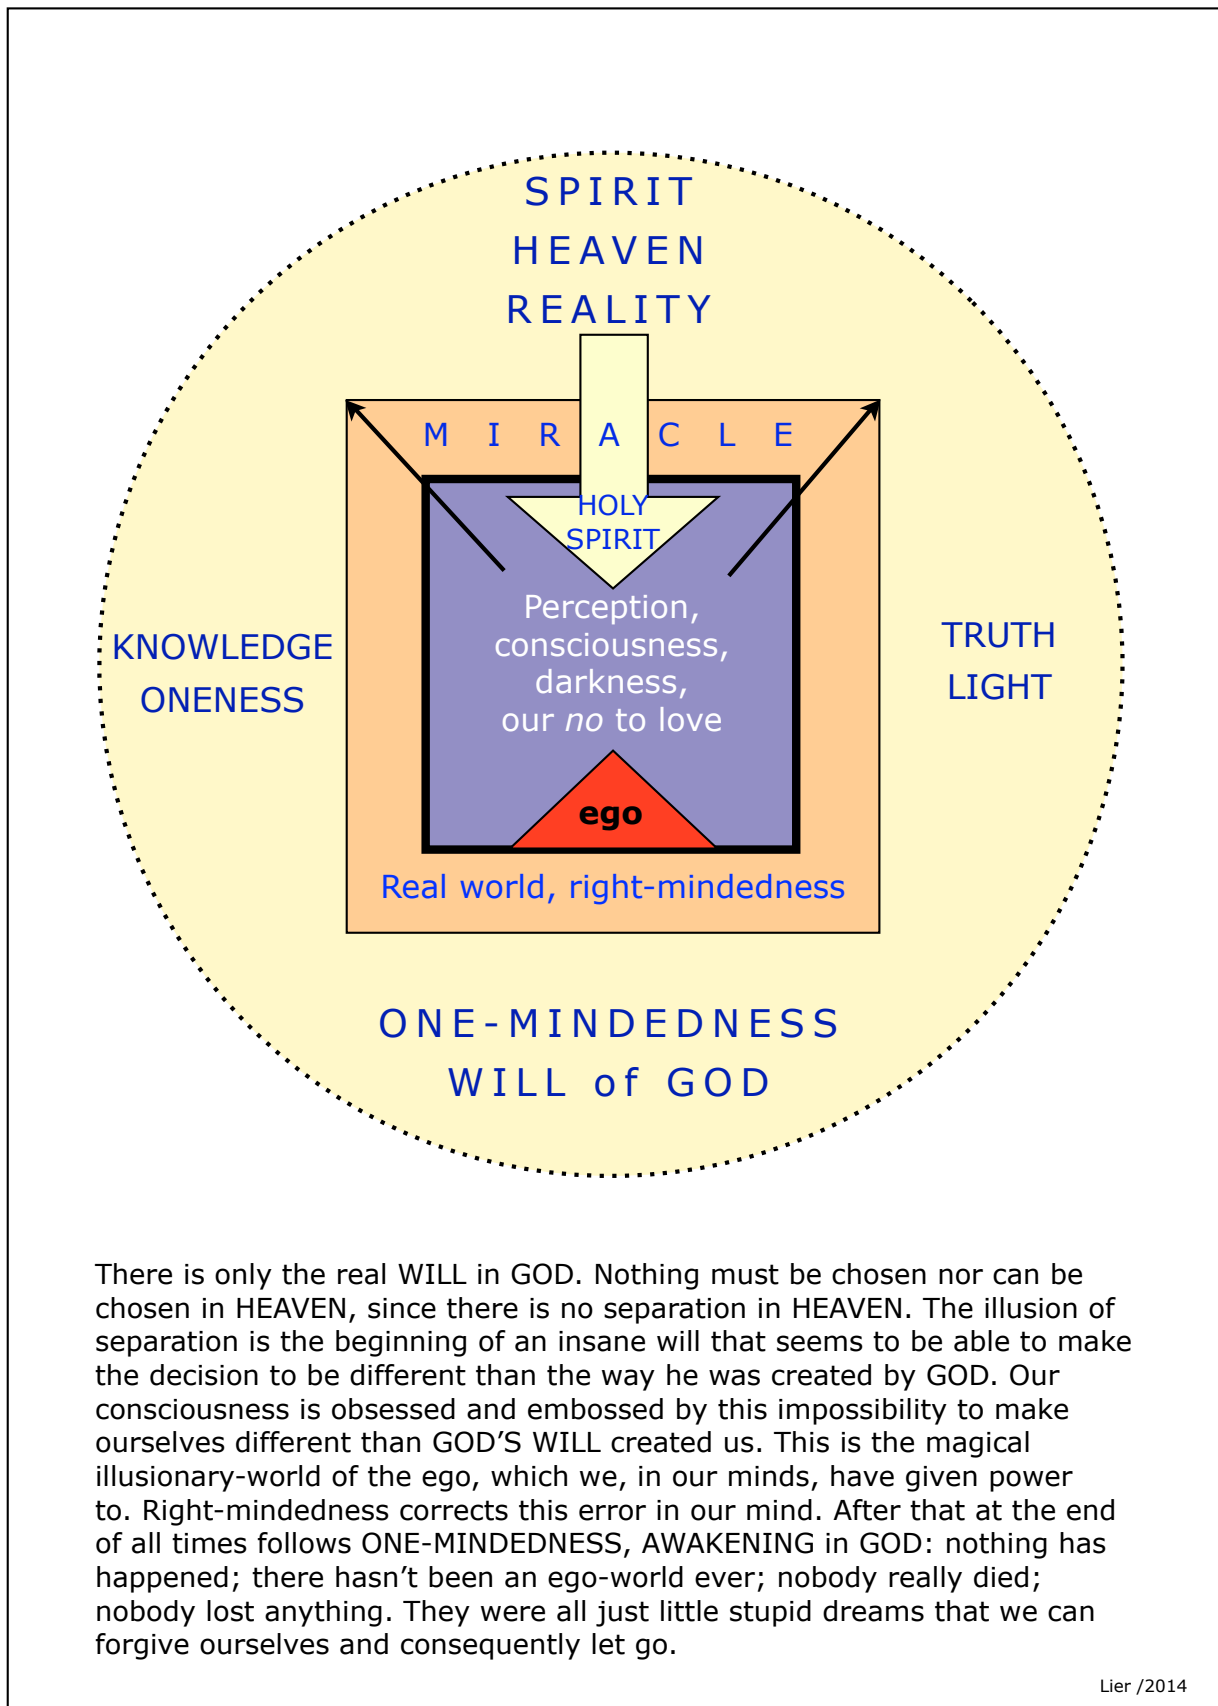 SPIRIT
HEAVEN
REALITY
M I R A C L E
HOLY
SPIRIT
Perception,
consciousness,
darkness,
our no to love
KNOWLEDGE
ONENESS
TRUTH
LIGHT
ego
Real world, right-mindedness
ONE-MINDEDNESS
WILL of GOD
There is only the real WILL in GOD. Nothing must be chosen nor can be
chosen in HEAVEN, since there is no separation in HEAVEN. The illusion of
separation is the beginning of an insane will that seems to be able to make
the decision to be different than the way he was created by GOD. Our
consciousness is obsessed and embossed by this impossibility to make
ourselves different than GOD’S WILL created us. This is the magical
illusionary-world of the ego, which we, in our minds, have given power
to. Right-mindedness corrects this error in our mind. After that at the end
of all times follows ONE-MINDEDNESS, AWAKENING in GOD: nothing has
happened; there hasn’t been an ego-world ever; nobody really died;
nobody lost anything. They were all just little stupid dreams that we can
forgive ourselves and consequently let go.
Lier /2014